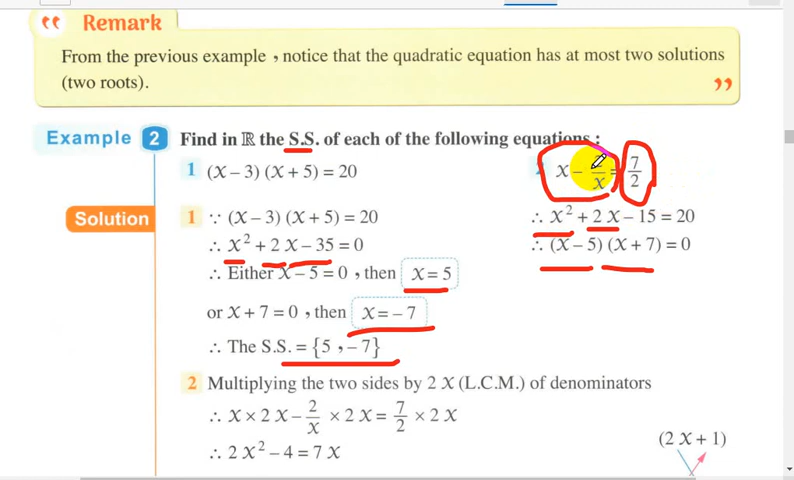 Remark
From the previous example , notice that the quadratic equation has at most two solutions
(two roots).
Example 2 Find in ℝ the S.S. of each of the following equations :
1 (x – 3) (x + 5) = 20
x – /x = 7/2
Solution
1 ∵ (x – 3) (x + 5) = 20
∴ x² + 2 x – 15 = 20
∴ x² + 2 x – 35 = 0
∴ (x – 5) (x + 7) = 0
∴ Either x – 5 = 0 , then x = 5
or x + 7 = 0 , then x = – 7
∴ The S.S. = {5 , – 7}
2 Multiplying the two sides by 2 x (L.C.M.) of denominators
∴ x × 2 x – 2/x × 2 x = 7/2 × 2 x
∴ 2 x² – 4 = 7 x
(2 x + 1)